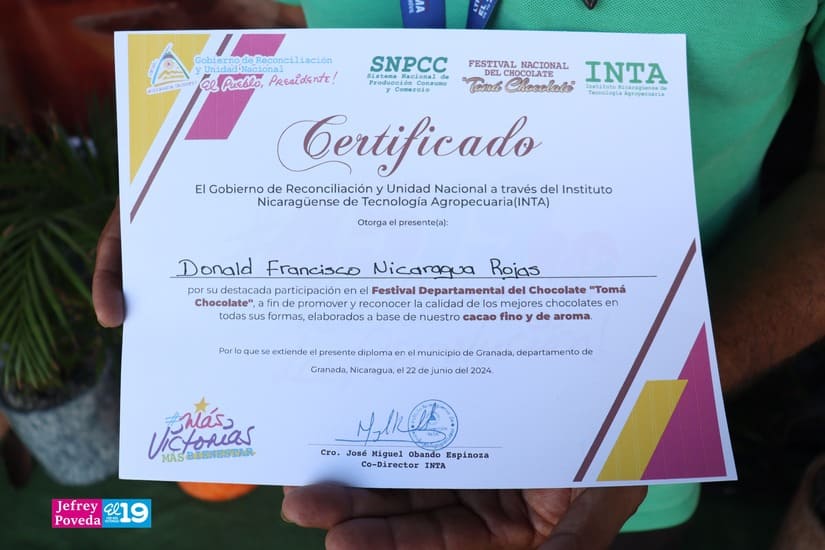 Gobierno de Reconciliación
y Unidad Nacional
El Pueblo, Presidente!
SNPCC
Sistema Nacional de
Producción Consumo
y Comercio
FESTIVAL NACIONAL
DEL CHOCOLATE
"Tomá Chocolate"
INTA
Instituto Nicaragüense de
Tecnología Agropecuaria
Certificado
El Gobierno de Reconciliación y Unidad Nacional a través del Instituto
Nicaragüense de Tecnología Agropecuaria(INTA)
Otorga el presente(a):
Donald Francisco Nicaragua Rojas
por su destacada participación en el Festival Departamental del Chocolate "Tomá
Chocolate", a fin de promover y reconocer la calidad de los mejores chocolates en
todas sus formas, elaborados a base de nuestro cacao fino y de aroma.
Por lo que se extiende el presente diploma en el municipio de Granada, departamento de
Granada, Nicaragua, el 22 de junio del 2024.
#Más
Victorias
MÁS BIENESTAR
Cro. José Miguel Obando Espinoza
Co-Director INTA
Jefrey
Poveda
El 19